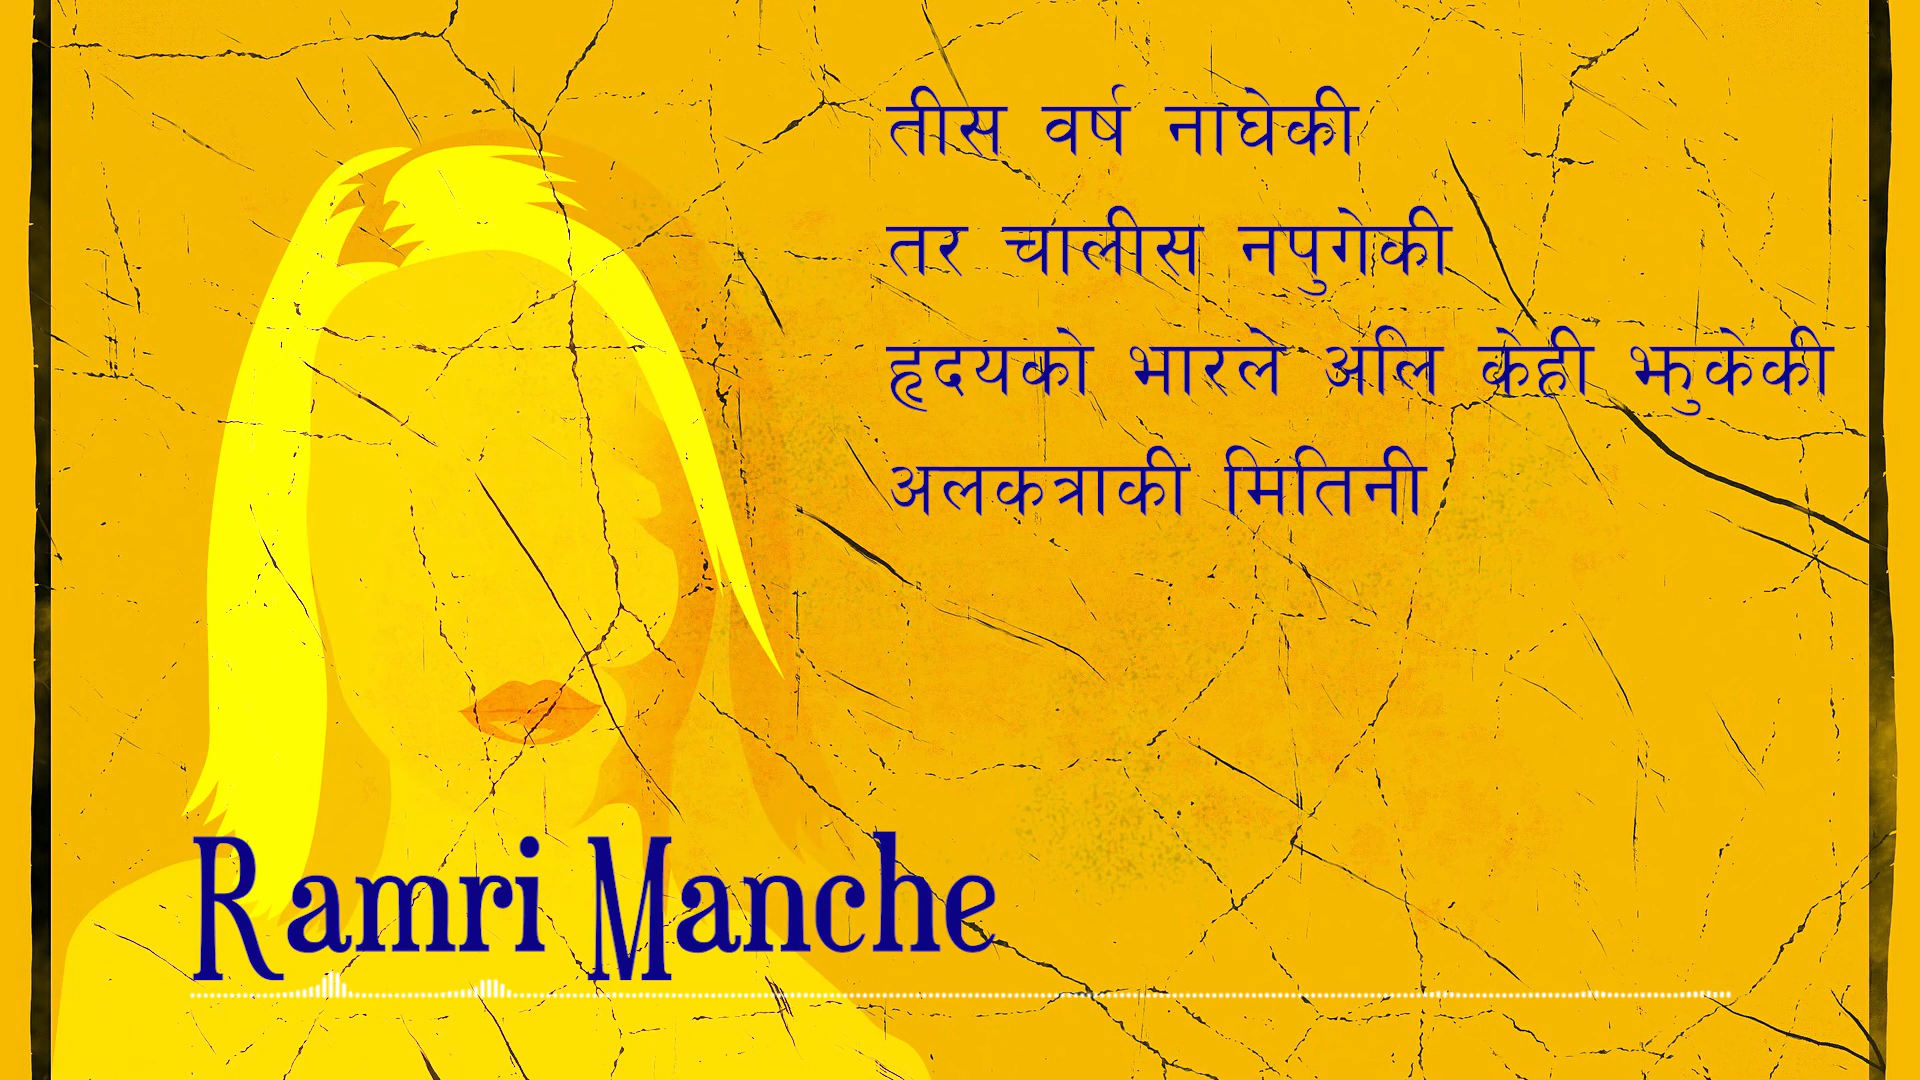 तीस वर्ष नाघेकी
तर चालीस नपुगेकी
हृदयको भारले अलि केही झुकेकी
अलकत्राकी मितिनी
Ramri Manche